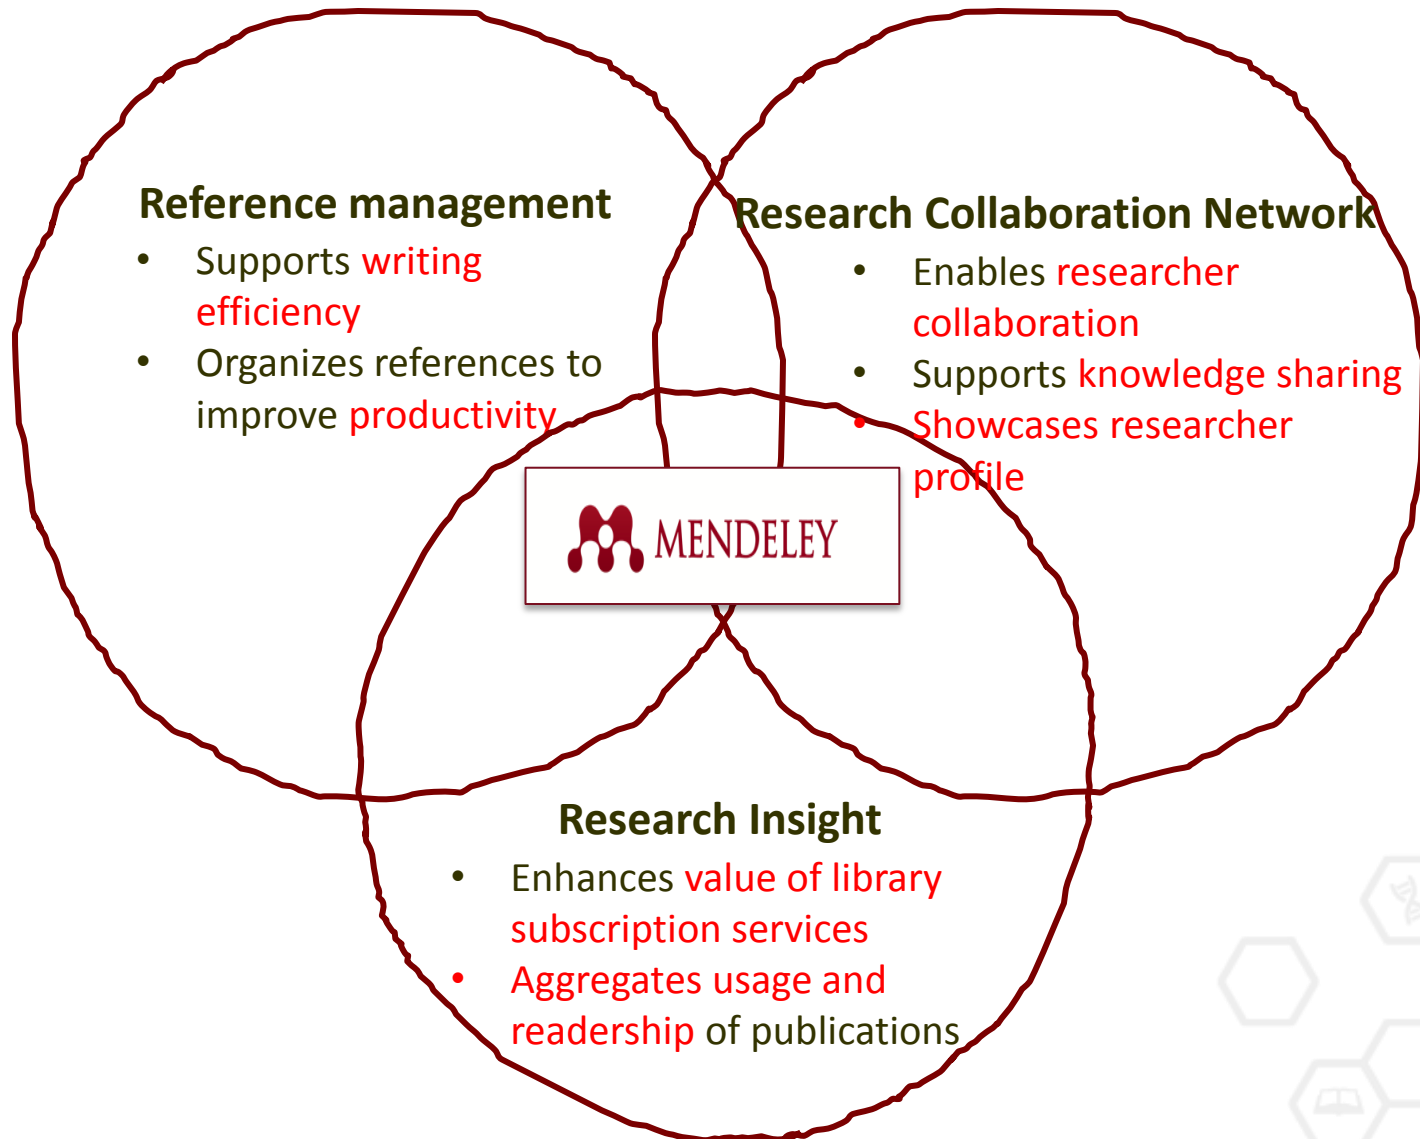 Reference management
• Supports writing
efficiency
• Organizes references to
improve productivity
Research Collaboration Network
• Enables researcher
collaboration
• Supports knowledge sharing
• Showcases researcher
profile
MENDELEY
Research Insight
• Enhances value of library
subscription services
• Aggregates usage and
readership of publications